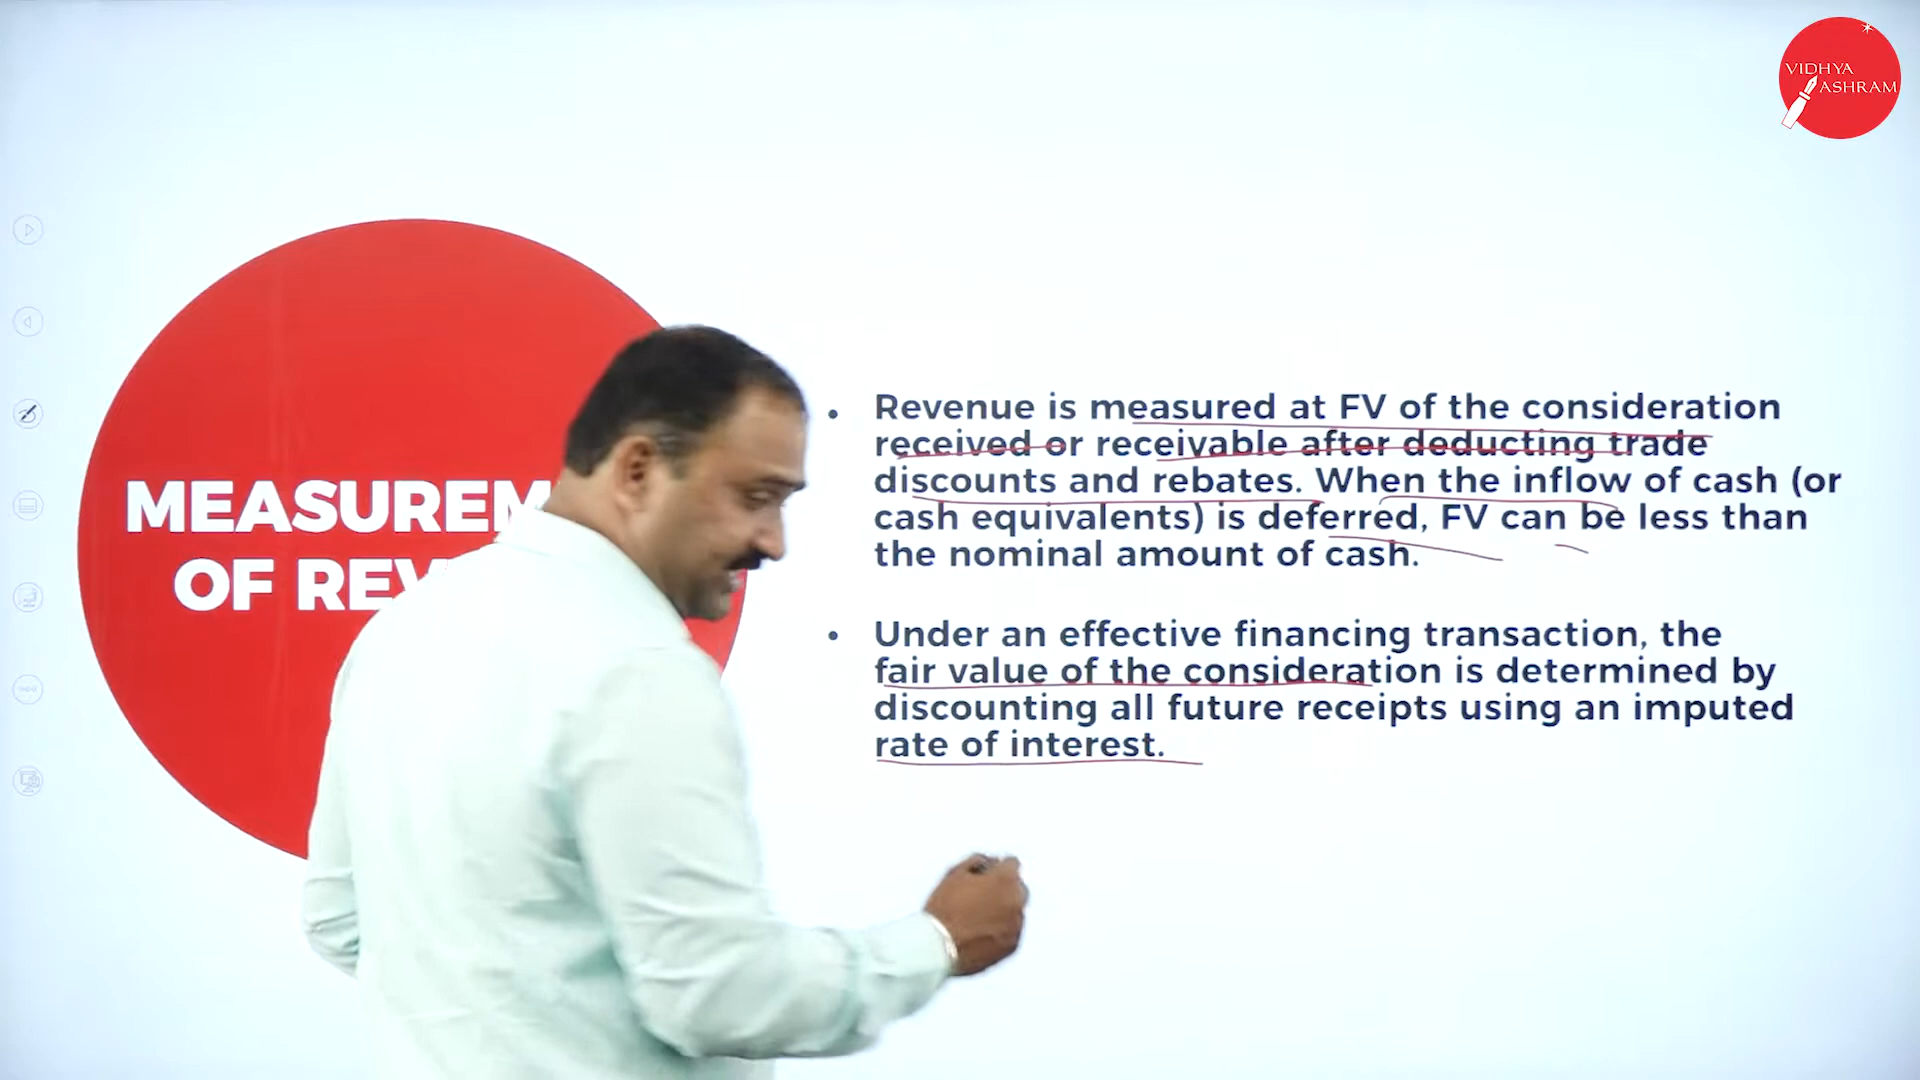 VIDHYA
ASHRAM
OF
Revenue is measured at FV of the consideration
received or receivable after deducting trade
discounts and rebates. When the inflow of cash (or
cash equivalents) is deferred, FV can be less than
the nominal amount of cash.
Under an effective financing transaction, the
fair value of the consideration is determined by
discounting all future receipts using an imputed
rate of interest.